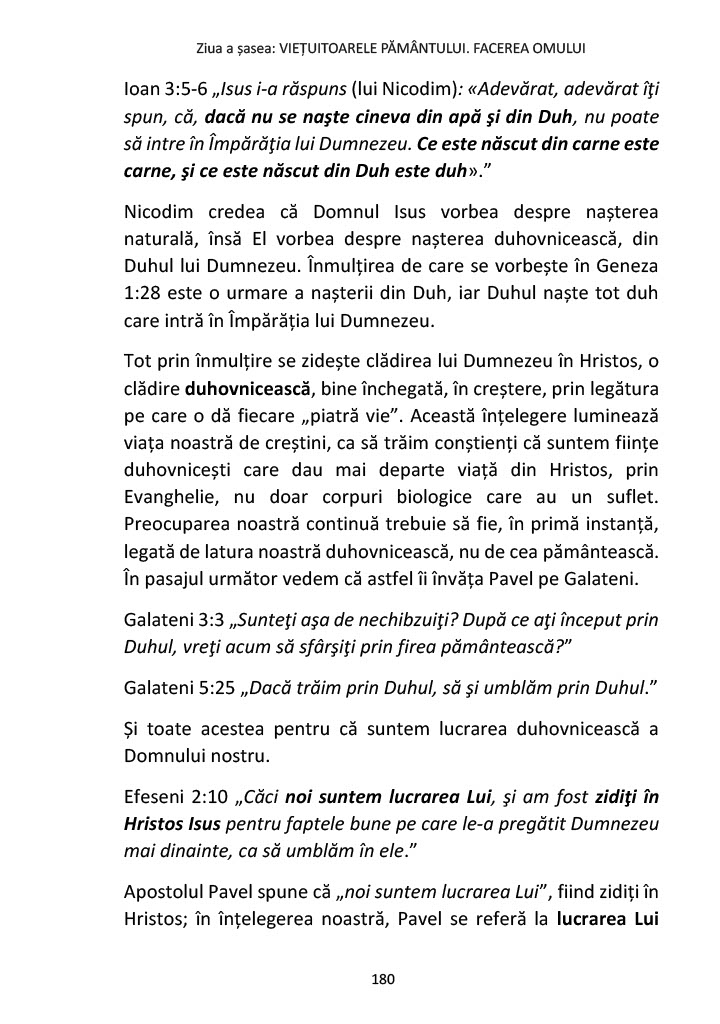 Ziua a șasea: VIEȚUITOARELE PĂMÂNTULUI. FACEREA OMULUI
Ioan 3:5-6 „Isus i-a răspuns (lui Nicodim): «Adevărat, adevărat îţi
spun, că, dacă nu se naşte cineva din apă şi din Duh, nu poate
să intre în Împărăţia lui Dumnezeu. Ce este născut din carne este
carne, şi ce este născut din Duh este duh».”
Nicodim credea că Domnul Isus vorbea despre nașterea
naturală, însă El vorbea despre nașterea duhovnicească, din
Duhul lui Dumnezeu. Înmulțirea de care se vorbește în Geneza
1:28 este o urmare a nașterii din Duh, iar Duhul naște tot duh
care intră în Împărăția lui Dumnezeu.
Tot prin înmulțire se zidește clădirea lui Dumnezeu în Hristos, o
clădire duhovnicească, bine închegată, în creștere, prin legătura
pe care o dă fiecare „piatră vie”. Această înțelegere luminează
viața noastră de creștini, ca să trăim conștienți că suntem ființe
duhovnicești care dau mai departe viață din Hristos, prin
Evanghelie, nu doar corpuri biologice care au un suflet.
Preocuparea noastră continuă trebuie să fie, în primă instanță,
legată de latura noastră duhovnicească, nu de cea pământească.
În pasajul următor vedem că astfel îi învăța Pavel pe Galateni.
Galateni 3:3 „Sunteţi aşa de nechibzuiţi? După ce aţi început prin
Duhul, vreţi acum să sfârşiţi prin firea pământească?”
Galateni 5:25 „Dacă trăim prin Duhul, să şi umblăm prin Duhul.”
Și toate acestea pentru că suntem lucrarea duhovnicească a
Domnului nostru.
Efeseni 2:10 „Căci noi suntem lucrarea Lui, şi am fost zidiţi în
Hristos Isus pentru faptele bune pe care le-a pregătit Dumnezeu
mai dinainte, ca să umblăm în ele.”
Apostolul Pavel spune că „noi suntem lucrarea Lui”, fiind zidiți în
Hristos; în înțelegerea noastră, Pavel se referă la lucrarea Lui
180